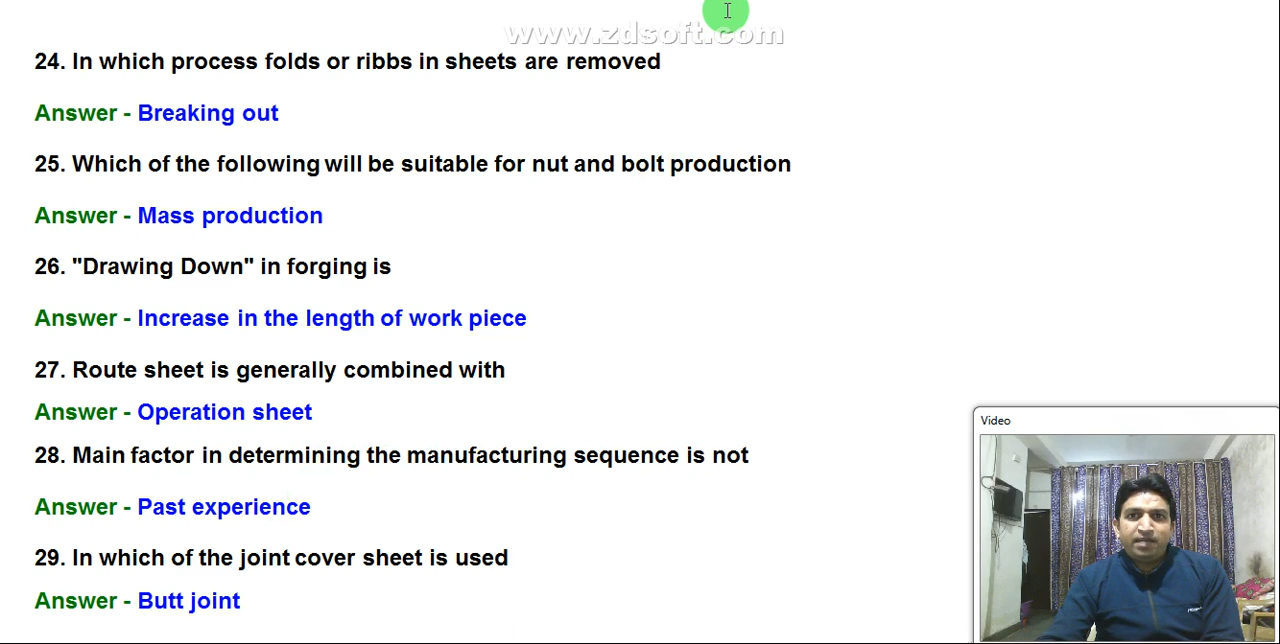 www.zdsoft.com
24. In which process folds or ribbs in sheets are removed
Answer - Breaking out
25. Which of the following will be suitable for nut and bolt production
Answer - Mass production
26. "Drawing Down" in forging is
Answer - Increase in the length of work piece
27. Route sheet is generally combined with
Answer - Operation sheet
28. Main factor in determining the manufacturing sequence is not
Answer - Past experience
29. In which of the joint cover sheet is used
Answer - Butt joint
Video